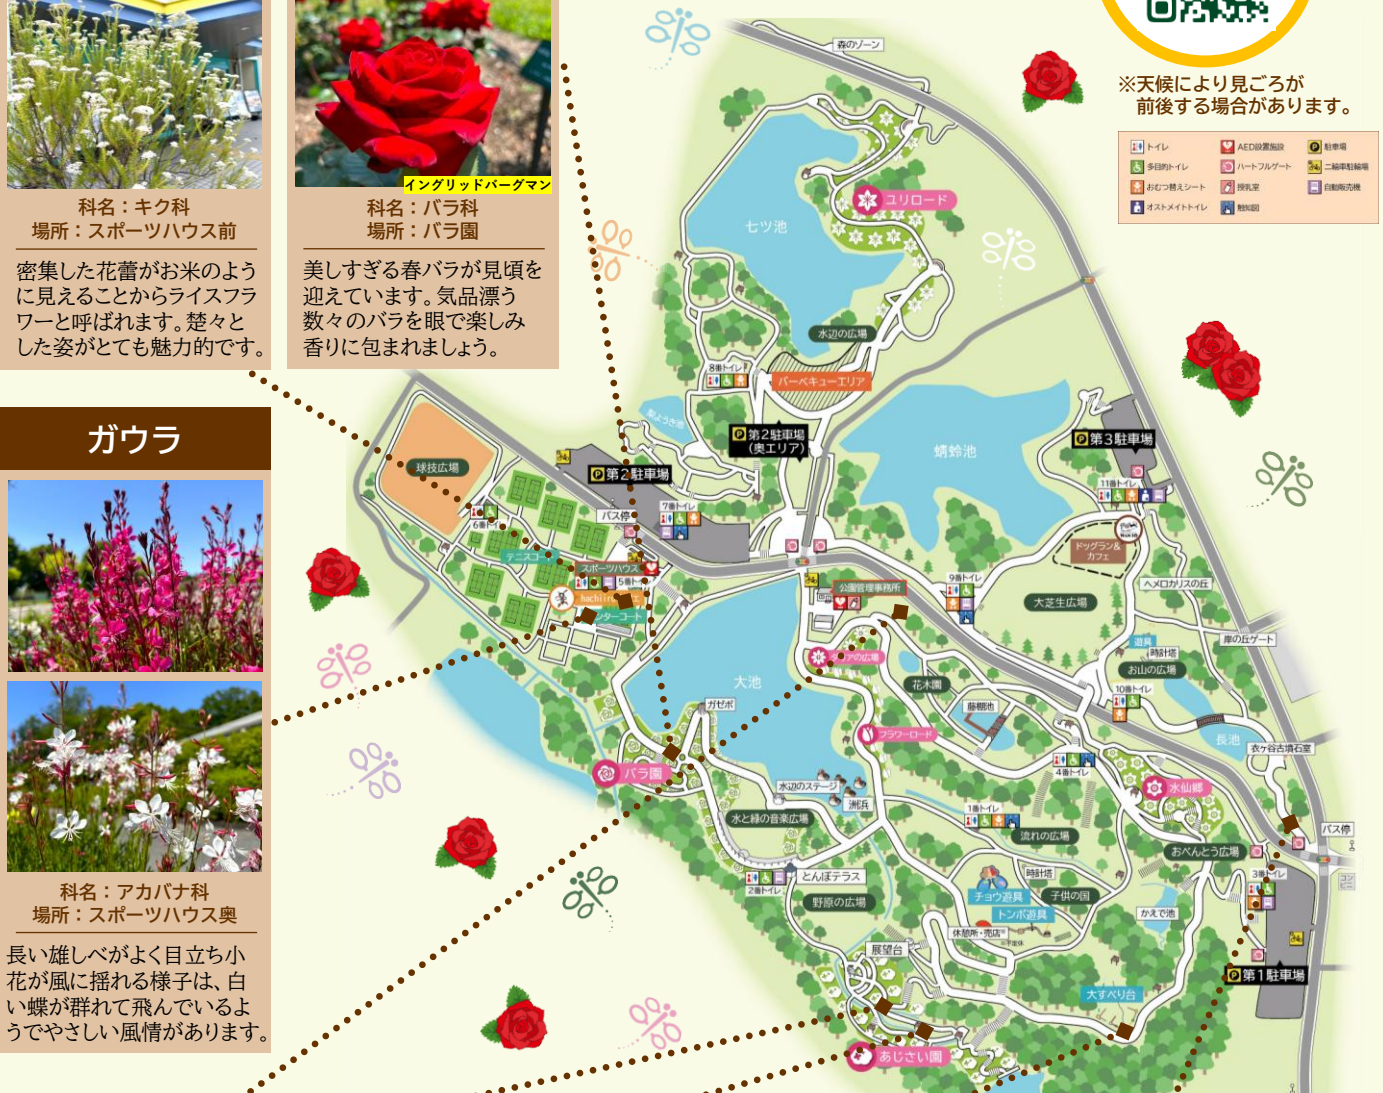 イングリッドバーグマン
科名：キク科
場所：スポーツハウス前
密集した花蕾がお米のよう
に見えることからライスフラ
ワーと呼ばれます。楚々と
した姿がとても魅力的です。
科名：バラ科
場所：バラ園
美しすぎる春バラが見頃を
迎えています。気品漂う
数々のバラを眼で楽しみ
香りに包まれましょう。
ガウラ
科名：アカバナ科
場所：スポーツハウス奥
長い雄しべがよく目立ち小
花が風に揺れる様子は、白
い蝶が群れて飛んでいるよ
うでやさしい風情があります。
※天候により見ごろが
前後する場合があります。
トイレ
多目的トイレ
おむつ替えシート
オストメイトトイレ
AED設置施設
ハートフルゲート
授乳室
触知図
駐車場
二輪車駐輪場
自動販売機
森のゾーン
ユリロード
七ツ池
水辺の広場
8番トイレ
バーベキューエリア
第2駐車場
(奥エリア)
蜻蛉池
第3駐車場
11番トイレ
ドッグラン&
カフェ
球技広場
第2駐車場
7番トイレ
バス停
6番トイレ
テニスコート
スポーツハウス
5番トイレ
公園管理事務所
9番トイレ
大芝生広場
ヘメロカリスの丘
岸の丘ゲート
遊具
時計塔
お山の広場
10番トイレ
長池
衣ケ谷古墳石室
大池
花木園
藤棚池
ガゼボ
フラワーロード
4番トイレ
水仙郷
バラ園
水辺のステージ
洲浜
水と緑の音楽広場
1番トイレ
流れの広場
おべんとう広場
バス停
コンビニ
3番トイレ
とんぼテラス
2番トイレ
野原の広場
時計塔
チョウ遊具
子供の国
トンボ遊具
かえで池
休憩所・売店※
※不定休
展望台
第1駐車場
大すべり台
あじさい園